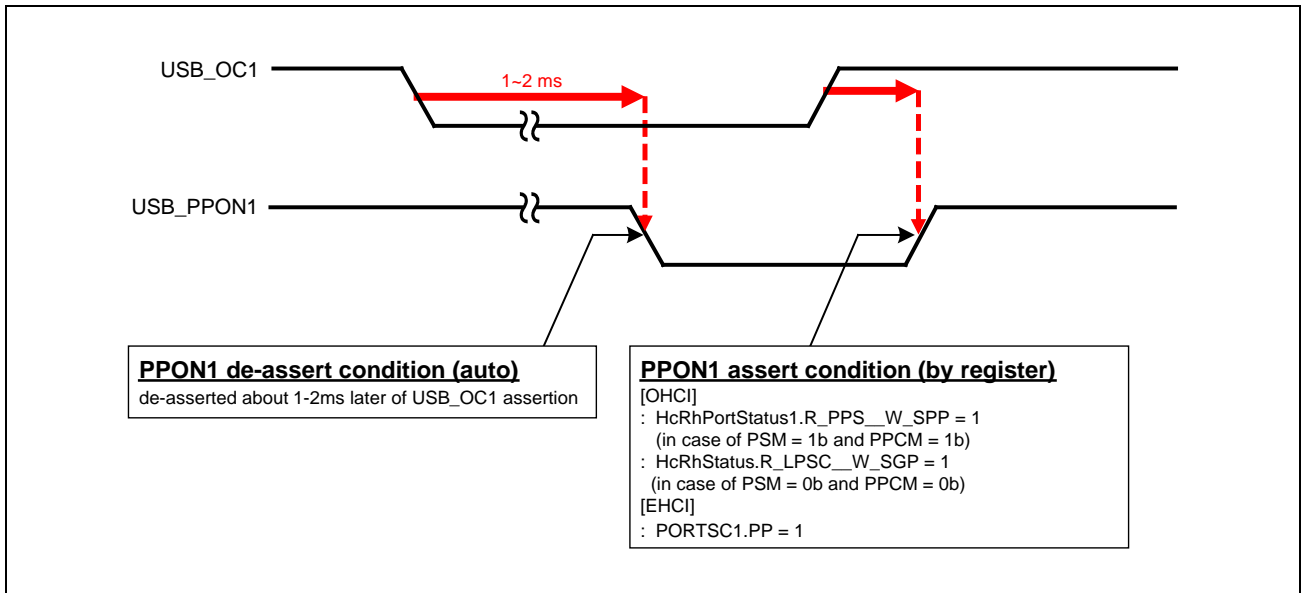 USB_OC1
1~2 ms
USB_PPON1
PPON1 de-assert condition (auto)
de-asserted about 1-2ms later of USB_OC1 assertion
PPON1 assert condition (by register)
[OHCI]
: HcRhPortStatus1.R_PPS__W_SPP = 1
(in case of PSM = 1b and PPCM = 1b)
: HcRhStatus.R_LPSC__W_SGP = 1
(in case of PSM = 0b and PPCM = 0b)
[EHCI]
: PORTSC1.PP = 1